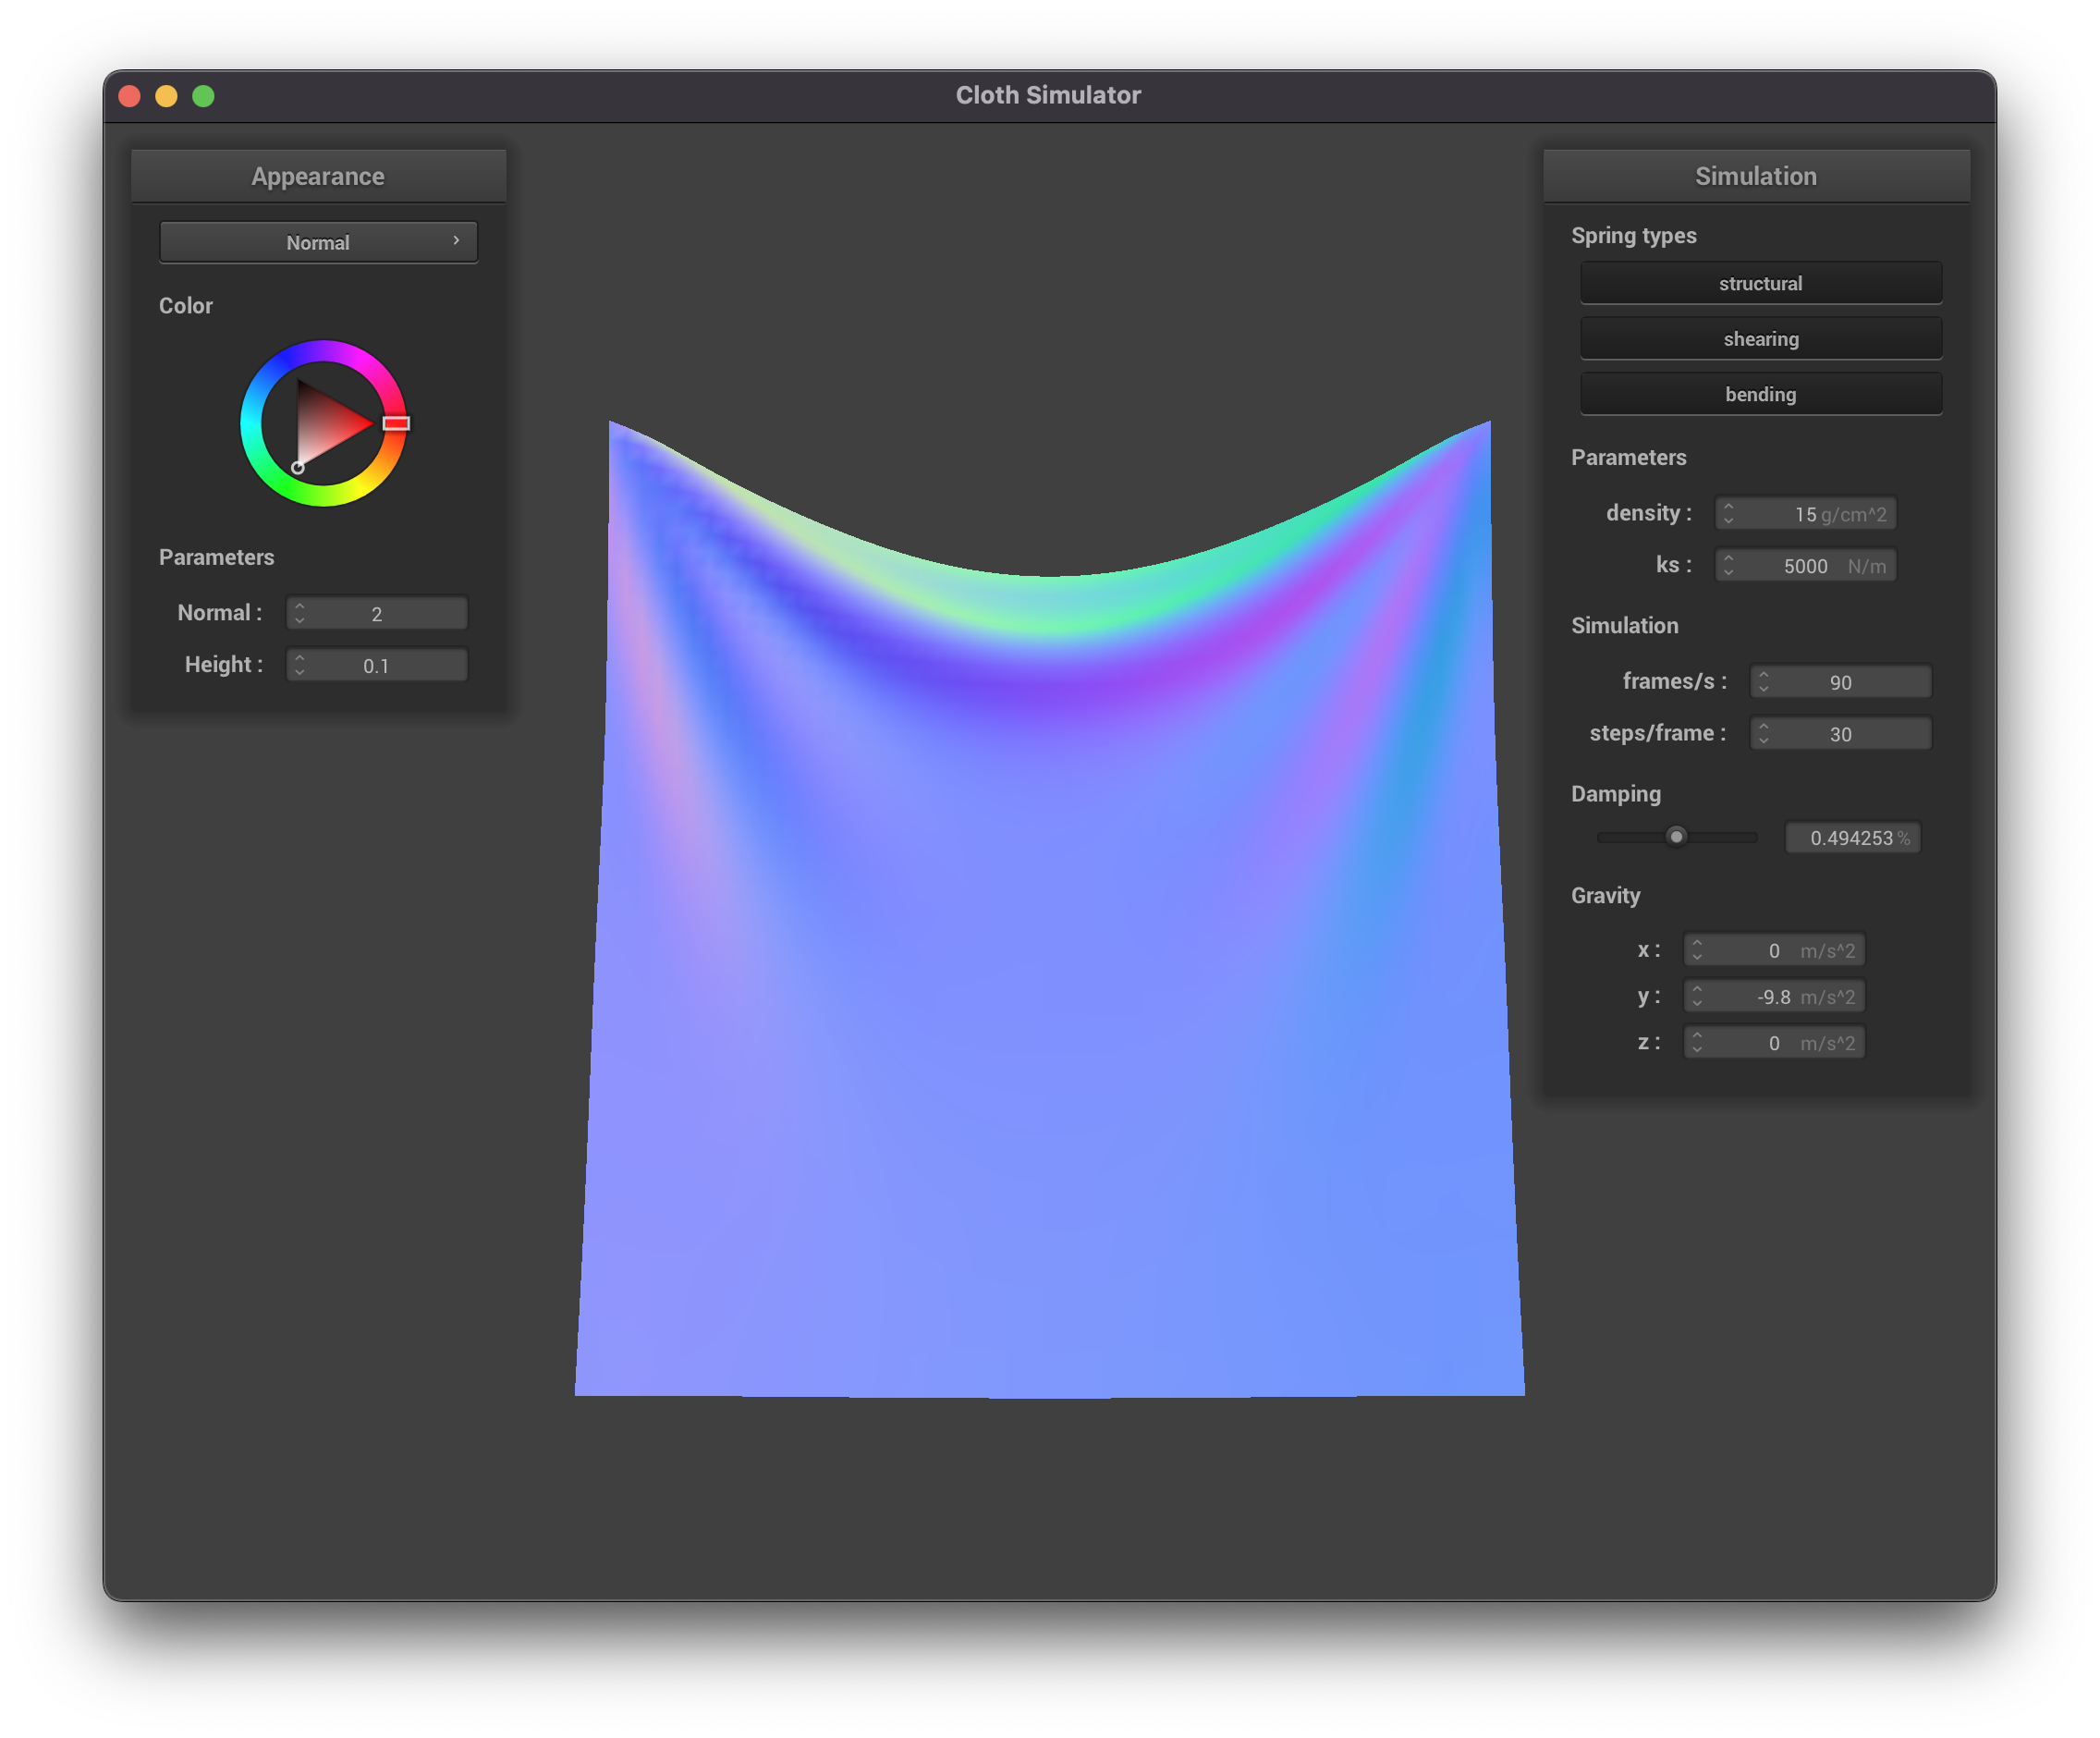 Cloth Simulator
Appearance
Normal
Color
Parameters
Normal : 2
Height : 0.1
Simulation
Spring types
structural
shearing
bending
Parameters
density : 15 g/cm^2
ks : 5000 N/m
Simulation
frames/s : 90
steps/frame : 30
Damping
0.494253 %
Gravity
x : 0 m/s^2
y : -9.8 m/s^2
z : 0 m/s^2